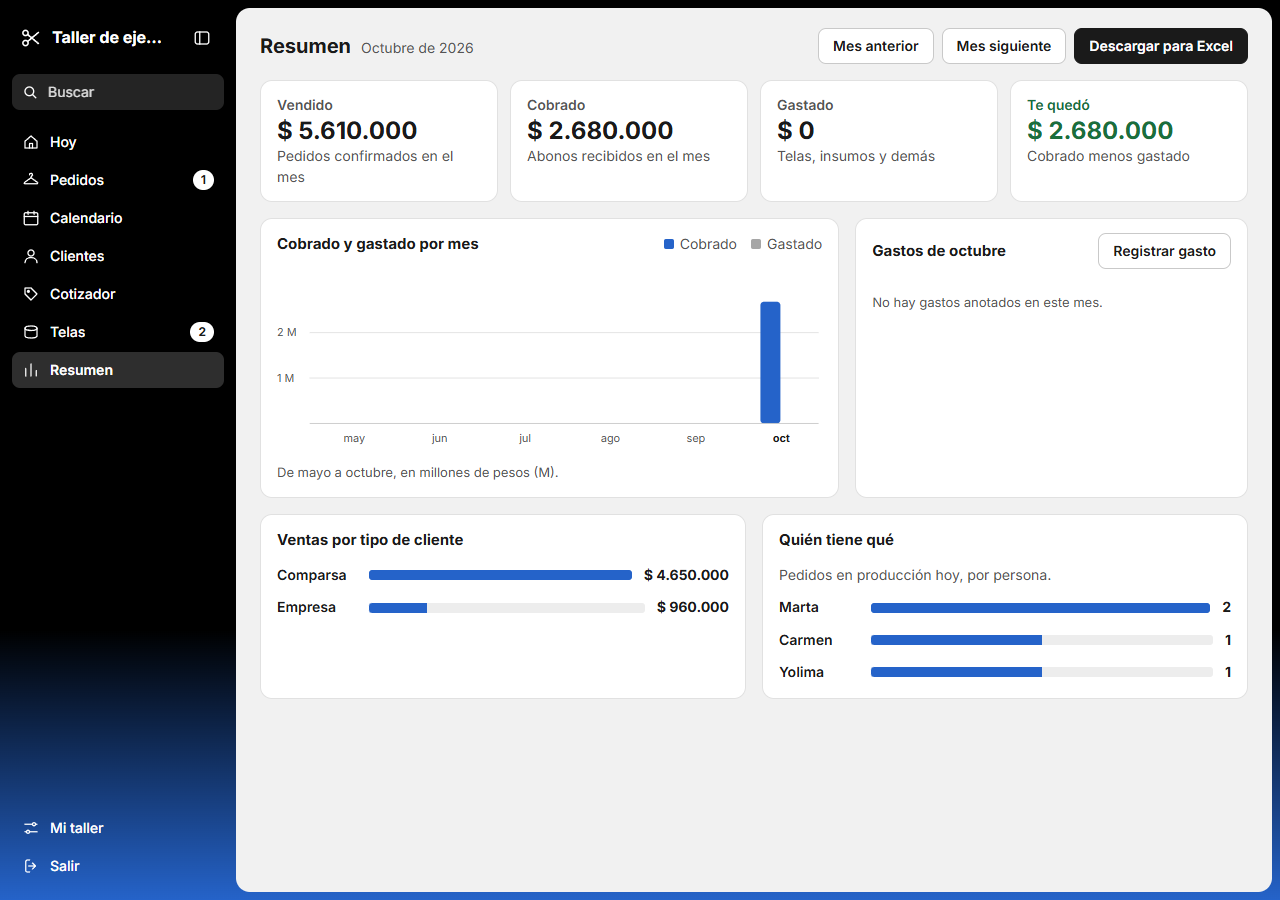 Taller de eje...
Buscar
Hoy
Pedidos 1
Calendario
Clientes
Cotizador
Telas 2
Resumen
Mi taller
Salir
Resumen Octubre de 2026
Mes anterior
Mes siguiente
Descargar para Excel
Vendido
$ 5.610.000
Pedidos confirmados en el
mes
Cobrado
$ 2.680.000
Abonos recibidos en el mes
Gastado
$ 0
Telas, insumos y demás
Te quedó
$ 2.680.000
Cobrado menos gastado
Cobrado y gastado por mes
Cobrado Gastado
2 M
1 M
may jun jul ago sep oct
De mayo a octubre, en millones de pesos (M).
Gastos de octubre
Registrar gasto
No hay gastos anotados en este mes.
Ventas por tipo de cliente
Comparsa $ 4.650.000
Empresa $ 960.000
Quién tiene qué
Pedidos en producción hoy, por persona.
Marta 2
Carmen 1
Yolima 1